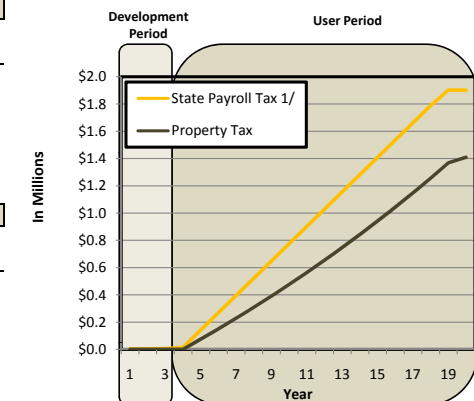 Development
Period
User Period
$2.0
$1.8
$1.6
$1.4
$1.2
$1.0
$0.8
$0.6
$0.4
$0.2
$0.0
In Millions
State Payroll Tax 1/
Property Tax
1 3 5 7 9 11 13 15 17 19
Year